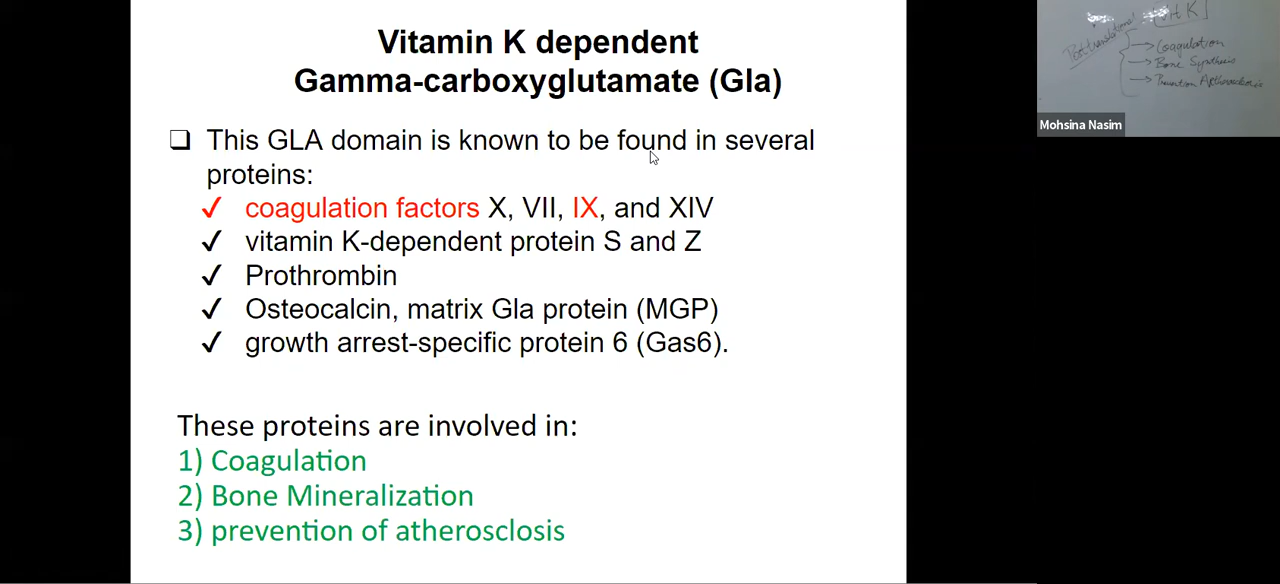 Vitamin K dependent
Gamma-carboxyglutamate (Gla)
❑ This GLA domain is known to be found in several
proteins:
✓ coagulation factors X, VII, IX, and XIV
✓ vitamin K-dependent protein S and Z
✓ Prothrombin
✓ Osteocalcin, matrix Gla protein (MGP)
✓ growth arrest-specific protein 6 (Gas6).
These proteins are involved in:
1) Coagulation
2) Bone Mineralization
3) prevention of atherosclosis
K
→ Coagulation
→ Bone Synthesis
→
Mohsina Nasim